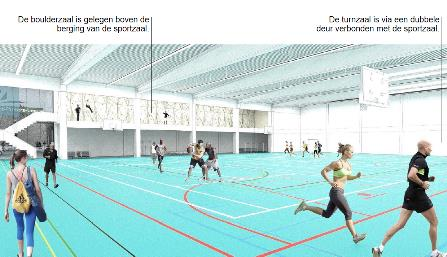 De boulderzaal is gelegen boven de
berging van de sportzaal.
De turnzaal is via een dubbele
deur verbonden met de sportzaal.